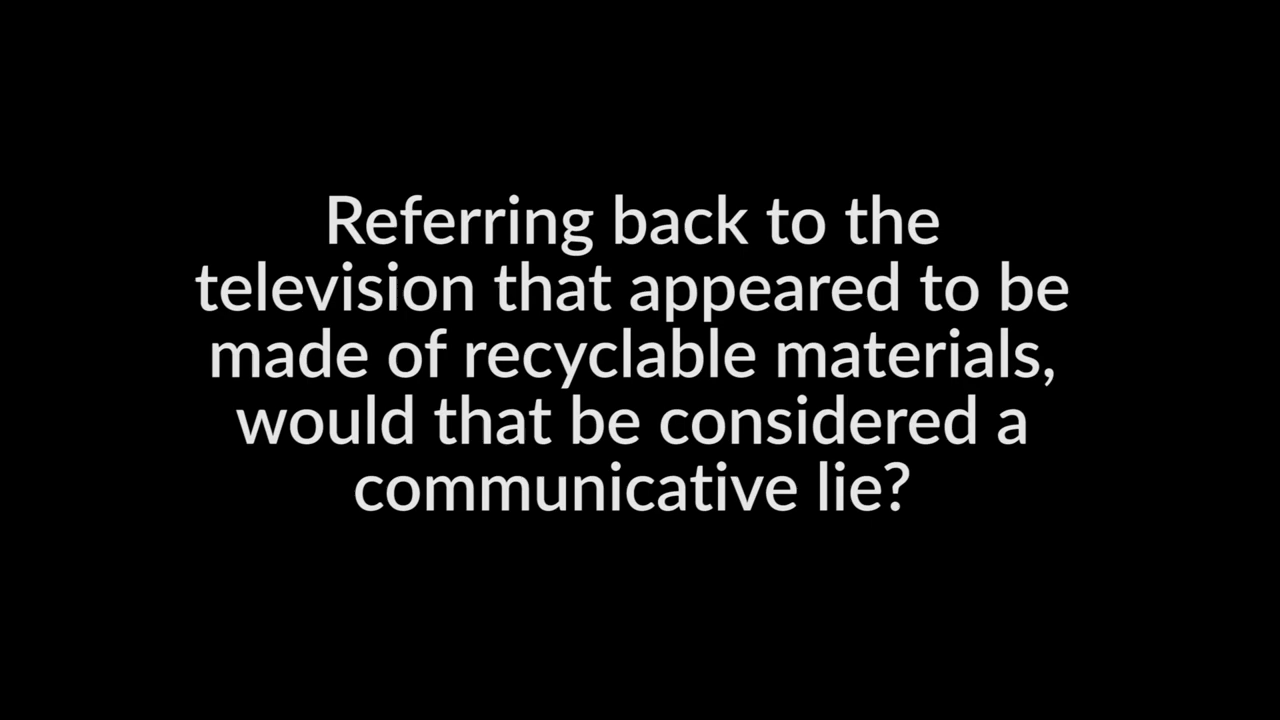 Referring back to the
television that appeared to be
made of recyclable materials,
would that be considered a
communicative lie?